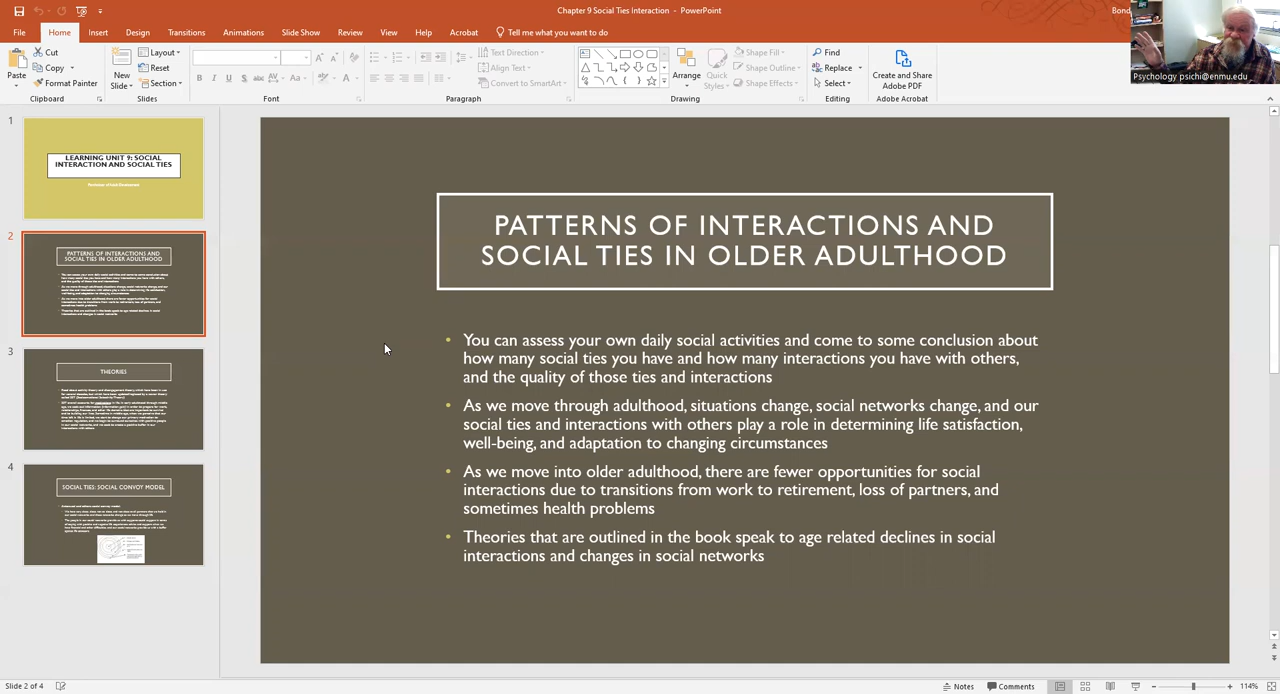 Chapter 9 Social Ties Interaction - PowerPoint
Bond
File Home Insert Design Transitions Animations Slide Show Review View Help Acrobat Tell me what you want to do
Paste
Cut
Copy
Format Painter
Clipboard
New
Slide
Layout
Reset
Section
Slides
Font
Text Direction
Align Text
Convert to SmartArt
Paragraph
Arrange
Quick
Styles
Shape Fill
Shape Outline
Shape Effects
Drawing
Find
Replace
Select
Editing
Create and Share
Adobe PDF
Adobe Acrobat
Psychology psichi@enmu.edu
1
LEARNING UNIT 9: SOCIAL
INTERACTION AND SOCIAL TIES
2
PATTERNS OF INTERACTIONS AND
SOCIAL TIES IN OLDER ADULTHOOD
3
THEORIES
4
SOCIAL TIES: SOCIAL CONVOY MODEL
PATTERNS OF INTERACTIONS AND
SOCIAL TIES IN OLDER ADULTHOOD
• You can assess your own daily social activities and come to some conclusion about
how many social ties you have and how many interactions you have with others,
and the quality of those ties and interactions
• As we move through adulthood, situations change, social networks change, and our
social ties and interactions with others play a role in determining life satisfaction,
well-being, and adaptation to changing circumstances
• As we move into older adulthood, there are fewer opportunities for social
interactions due to transitions from work to retirement, loss of partners, and
sometimes health problems
• Theories that are outlined in the book speak to age related declines in social
interactions and changes in social networks
Slide 2 of 4
Notes
Comments
114%